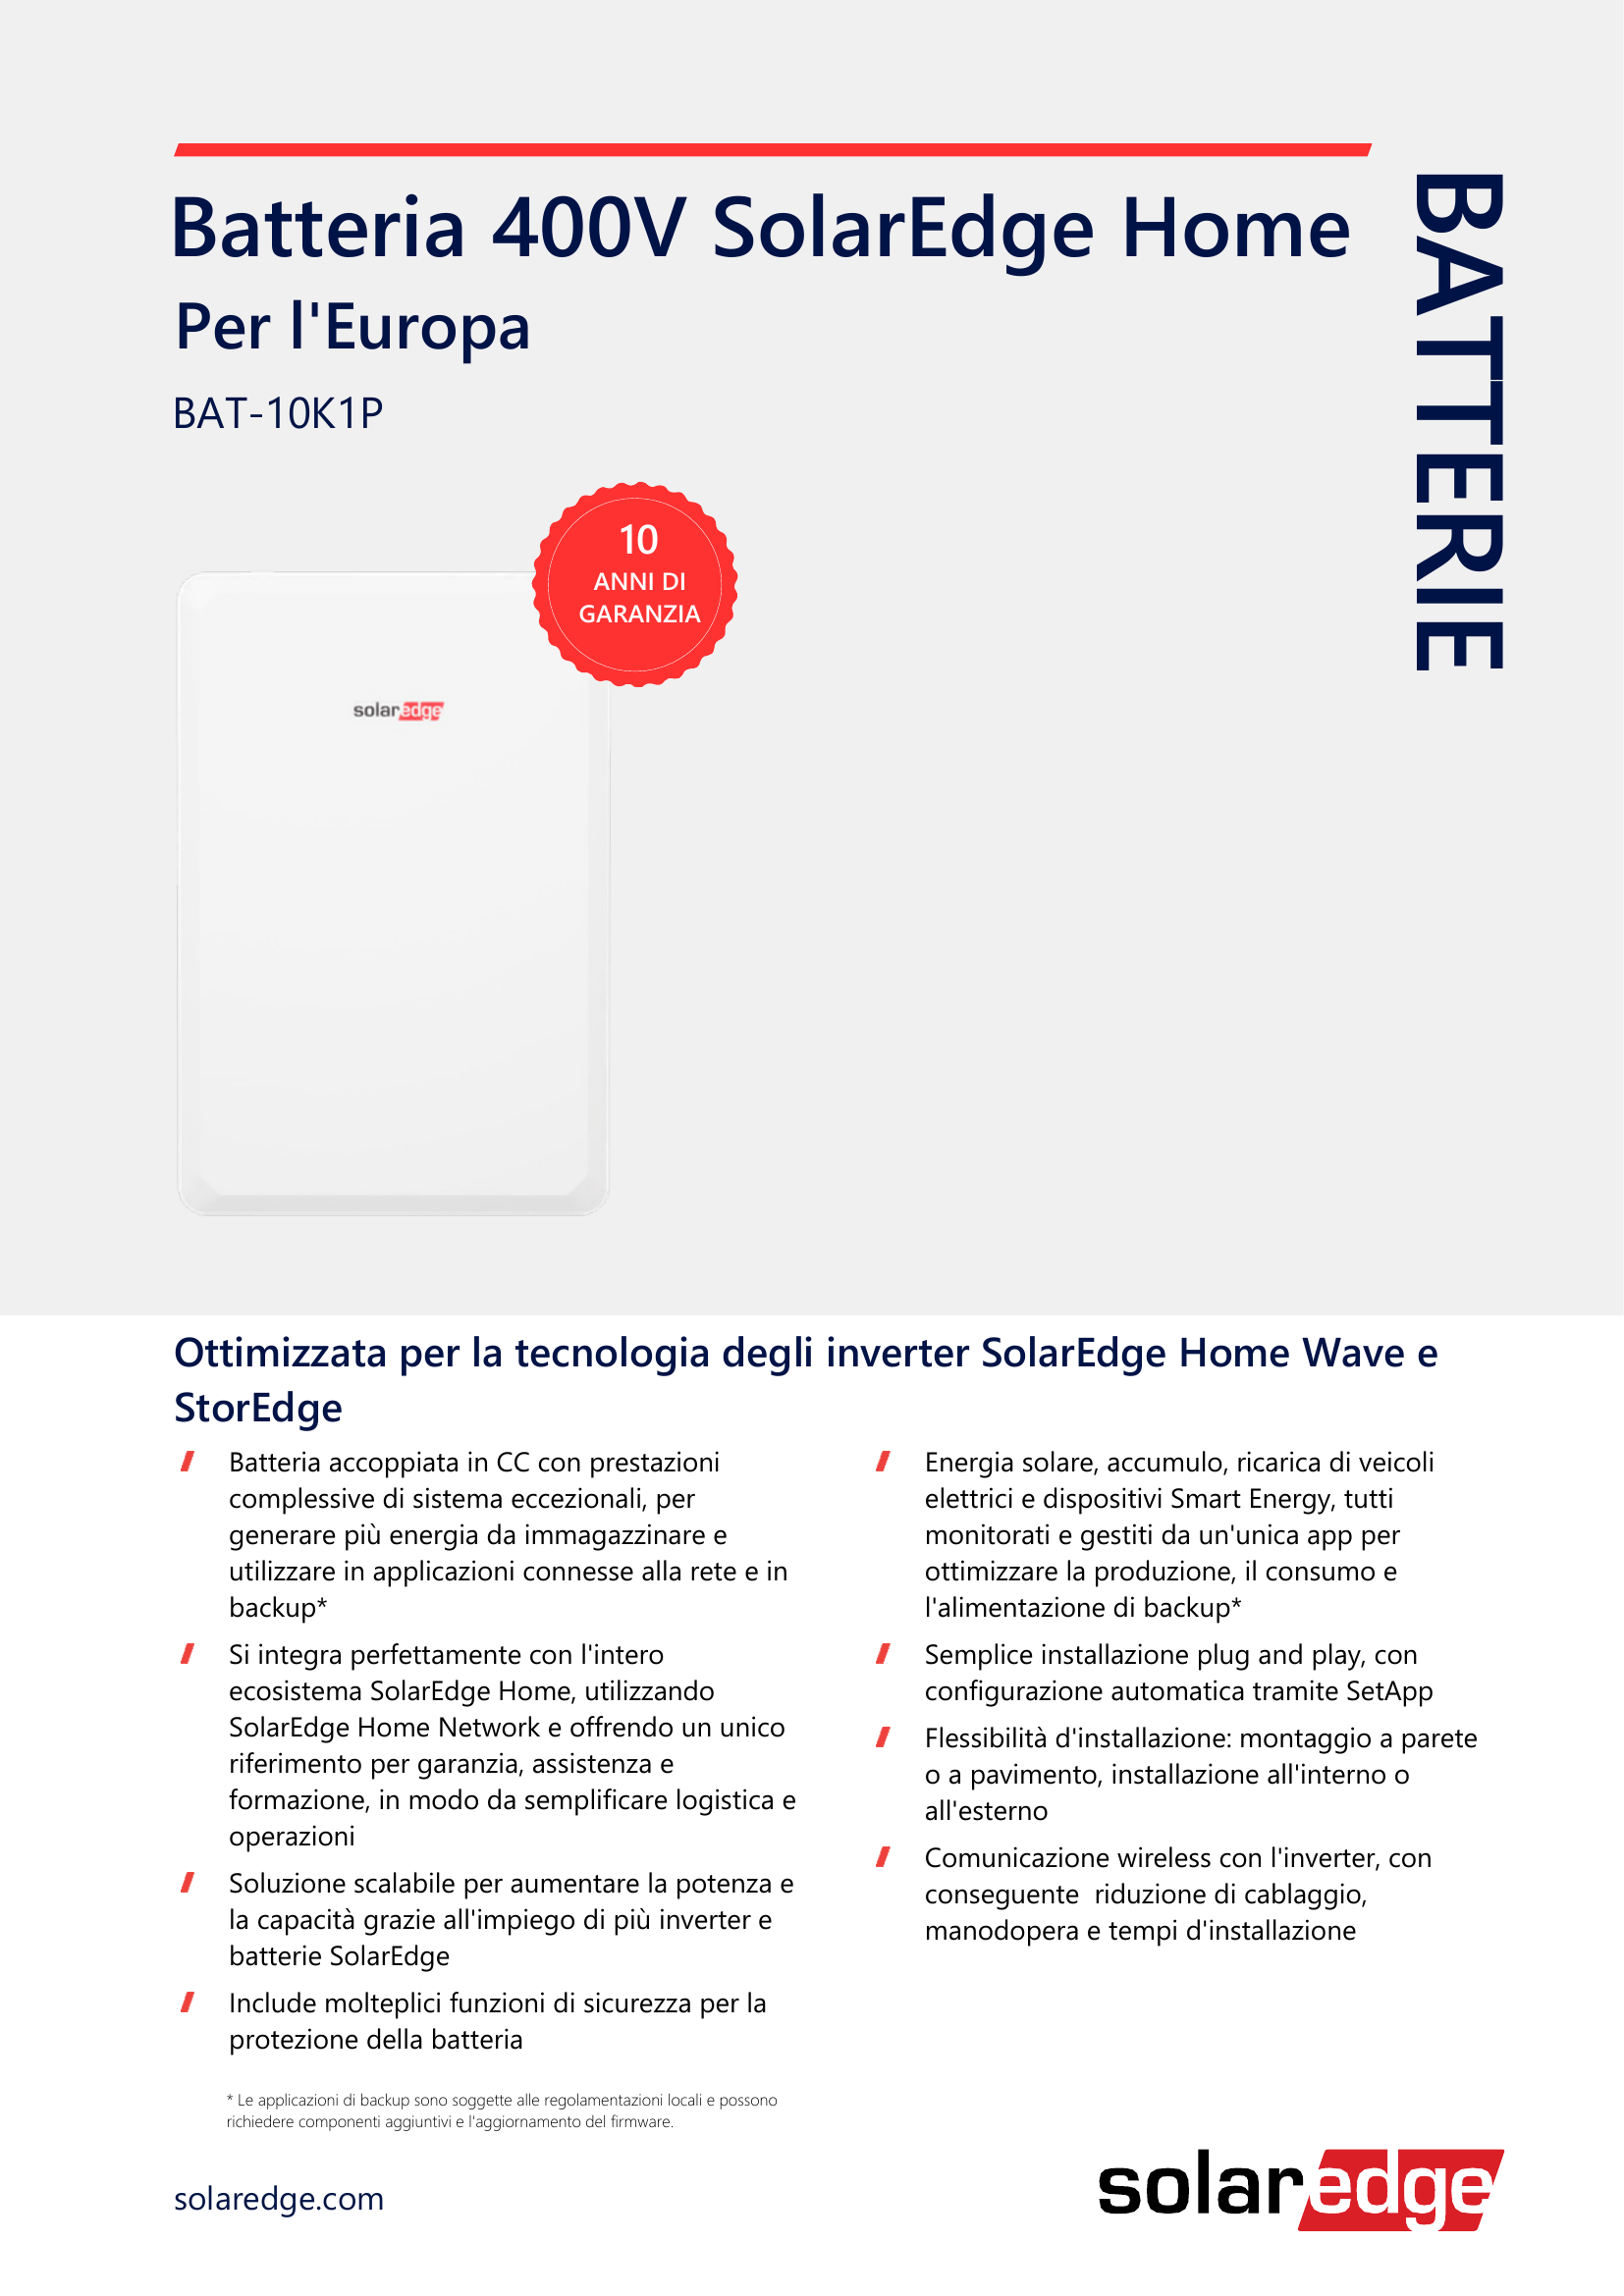 Batteria 400V SolarEdge Home
Per l'Europa
BAT-10K1P
BATTERIE
10
ANNI DI
GARANZIA
solaredge
Ottimizzata per la tecnologia degli inverter SolarEdge Home Wave e
StorEdge
Batteria accoppiata in CC con prestazioni
complessive di sistema eccezionali, per
generare più energia da immagazzinare e
utilizzare in applicazioni connesse alla rete e in
backup*
Si integra perfettamente con l'intero
ecosistema SolarEdge Home, utilizzando
SolarEdge Home Network e offrendo un unico
riferimento per garanzia, assistenza e
formazione, in modo da semplificare logistica e
operazioni
Soluzione scalabile per aumentare la potenza e
la capacità grazie all'impiego di più inverter e
batterie SolarEdge
Include molteplici funzioni di sicurezza per la
protezione della batteria
Energia solare, accumulo, ricarica di veicoli
elettrici e dispositivi Smart Energy, tutti
monitorati e gestiti da un'unica app per
ottimizzare la produzione, il consumo e
l'alimentazione di backup*
Semplice installazione plug and play, con
configurazione automatica tramite SetApp
Flessibilità d'installazione: montaggio a parete
o a pavimento, installazione all'interno o
all'esterno
Comunicazione wireless con l'inverter, con
conseguente  riduzione di cablaggio,
manodopera e tempi d'installazione
* Le applicazioni di backup sono soggette alle regolamentazioni locali e possono
richiedere componenti aggiuntivi e l'aggiornamento del firmware.
solaredge.com
solaredge